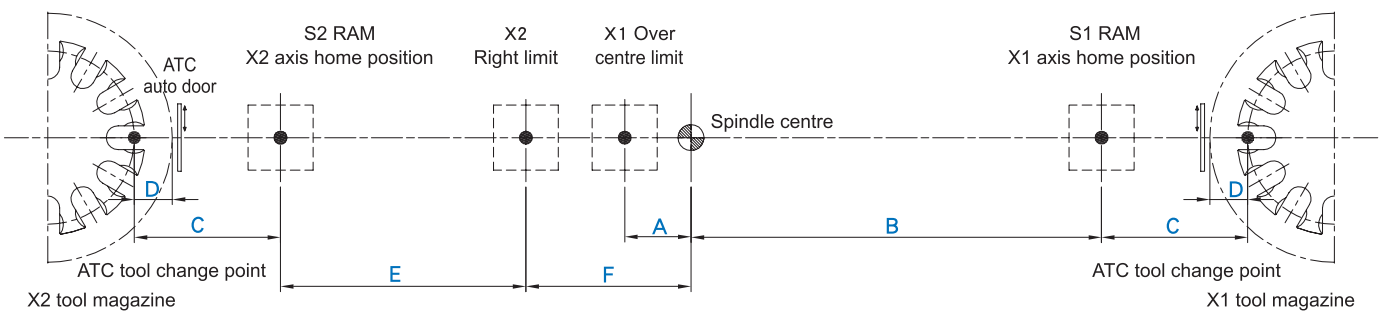 S2 RAM
X2 axis home position
X2
Right limit
X1 Over
centre limit
S1 RAM
X1 axis home position
ATC
auto door
Spindle centre
D
D
C
A
B
C
ATC tool change point
E
F
ATC tool change point
X2 tool magazine
X1 tool magazine